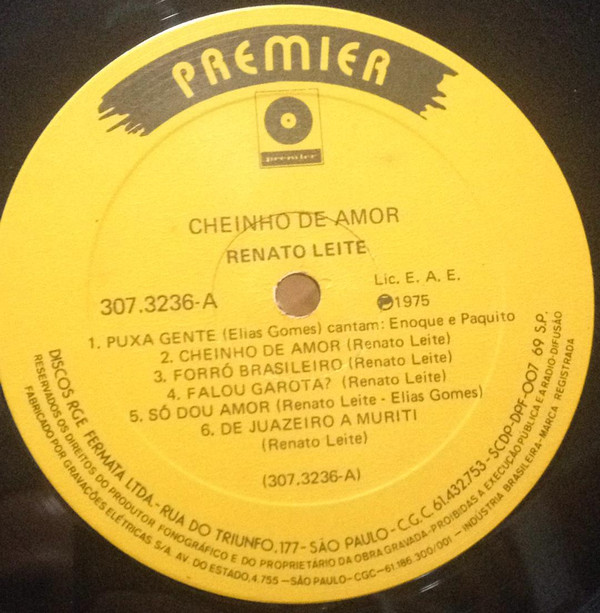 PREMIER
premier
CHEINHO DE AMOR
RENATO LEITE
Lic. E. A. E.
307.3236-A
℗1975
1. PUXA GENTE (Elias Gomes) cantam: Enoque e Paquito
2. CHEINHO DE AMOR (Renato Leite)
3. FORRÓ BRASILEIRO (Renato Leite)
4. FALOU GAROTA? (Renato Leite)
5. SÓ DOU AMOR (Renato Leite - Elias Gomes)
6. DE JUAZEIRO A MURITI
(Renato Leite)
(307.3236-A)
DISCOS RGE FERMATA LTDA.- RUA DO TRIUNFO,177-SÃO PAULO-C.G.C 61.432.753-SCDP-DPF-007 69 S.P.
RESERVADOS OS DIREITOS DO PRODUTOR FONOGRÁFICO E DO PROPRIETÁRIO DA OBRA GRAVADA-PROIBIDAS A EXECUÇÃO PÚBLICA E A RADIO-DIFUSÃO
FABRICADO POR GRAVAÇÕES ELÉTRICAS S/A. AV. DO ESTADO, 4.755 -SÃO PAULO-CGC-61.186.300/001 - INDÚSTRIA BRASILEIRA-MARCA REGISTRADA